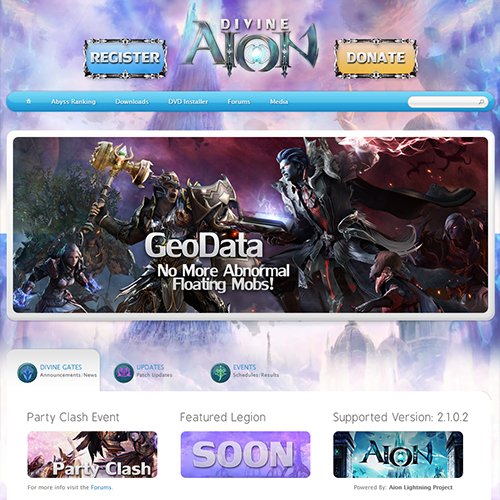 DIVINE
AION
REGISTER
DONATE
Abyss Ranking Downloads DVD Installer Forums Media
GeoData
No More Abnormal
Floating Mobs!
DIVINE GATES
Announcements/News
UPDATES
Patch Updates
EVENTS
Schedules/Results
Party Clash Event
Featured Legion
Supported Version: 2.1.0.2
Party Clash
SOON
AION
For more info visit the Forums.
Powered By: Aion Lightning Project